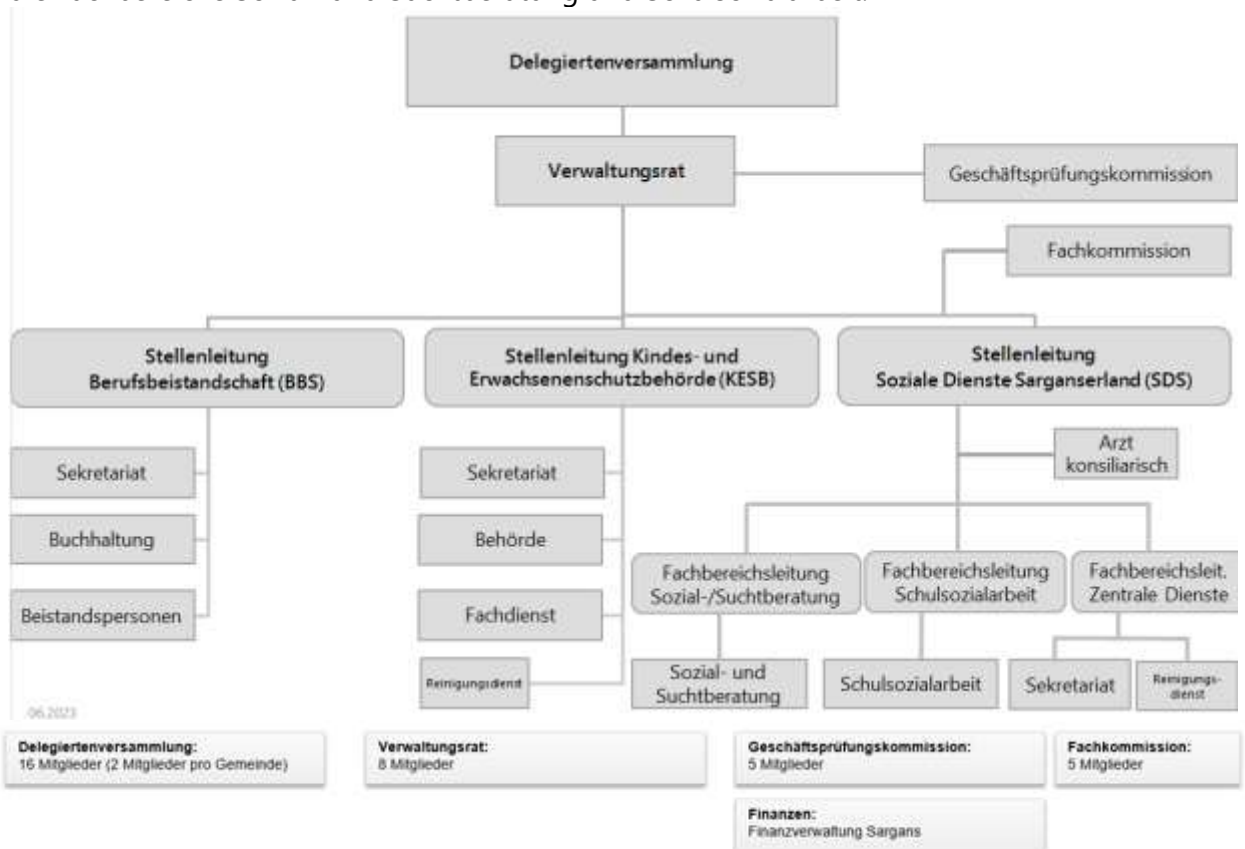 Delegiertenversammlung
Verwaltungsrat
Geschäftsprüfungskommission
Fachkommission
Stellenleitung
Berufsbeistandschaft (BBS)
Stellenleitung Kindes- und
Erwachsenenschutzbehörde (KESB)
Stellenleitung
Soziale Dienste Sarganserland (SDS)
Sekretariat
Buchhaltung
Beistandspersonen
Sekretariat
Behörde
Fachdienst
Reinigungsdienst
Arzt
konsiliarisch
Fachbereichsleitung
Sozial-/Suchtberatung
Fachbereichsleitung
Schulsozialarbeit
Fachbereichsleit.
Zentrale Dienste
Sozial- und
Suchtberatung
Schulsozialarbeit
Sekretariat
Reinigungs-
dienst
06.2023
Delegiertenversammlung:
16 Mitglieder (2 Mitglieder pro Gemeinde)
Verwaltungsrat:
8 Mitglieder
Geschäftsprüfungskommission:
5 Mitglieder
Fachkommission:
5 Mitglieder
Finanzen:
Finanzverwaltung Sargans